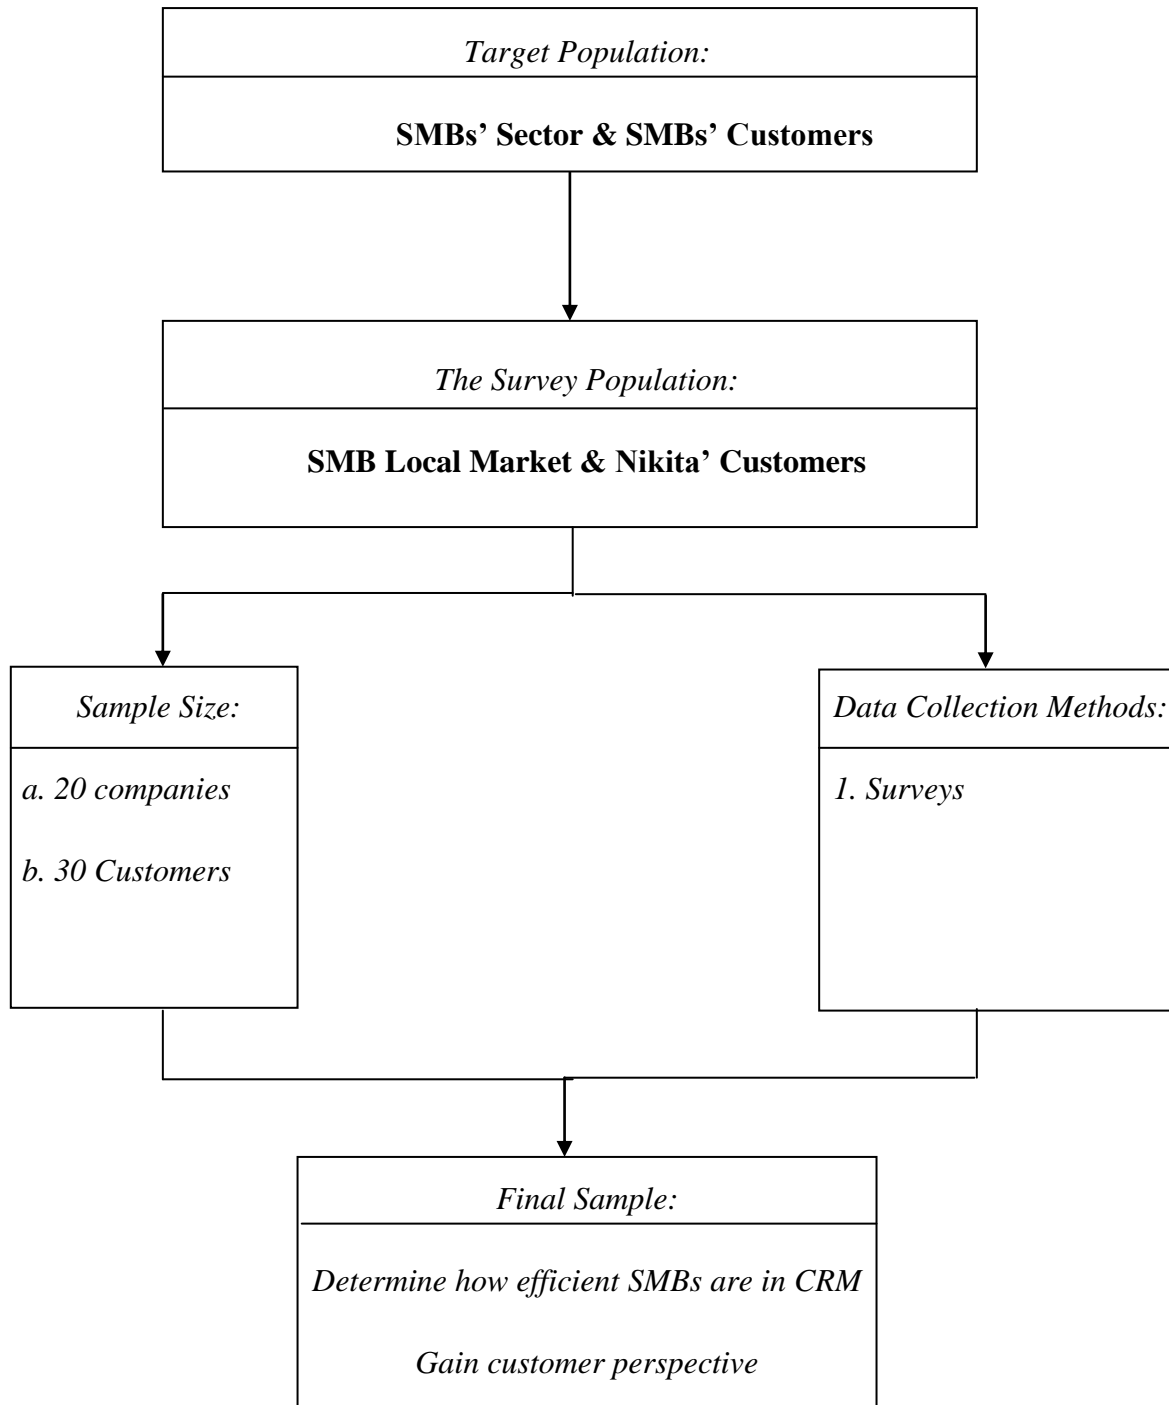 Target Population:
SMBs’ Sector & SMBs’ Customers
The Survey Population:
SMB Local Market & Nikita’ Customers
Sample Size:
a. 20 companies
b. 30 Customers
Data Collection Methods:
1. Surveys
Final Sample:
Determine how efficient SMBs are in CRM
Gain customer perspective